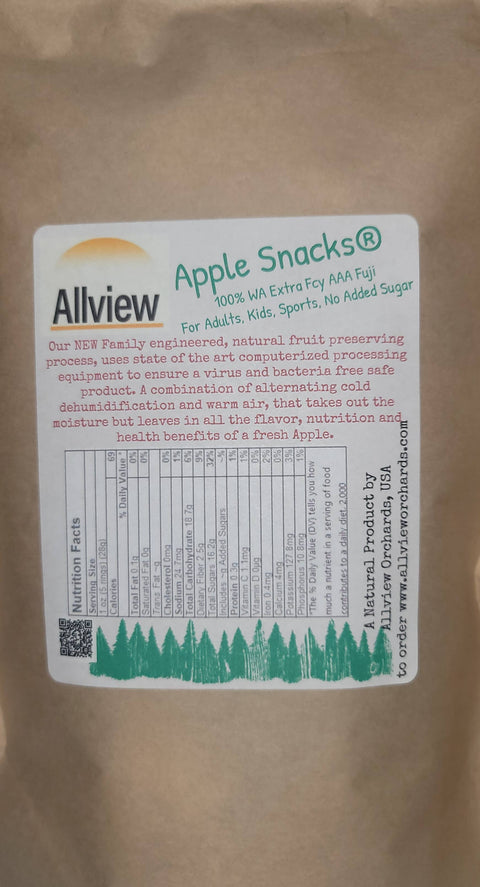 Allview
Apple Snacks®
100% WA Extra Fcy AAA Fuji
For Adults, Kids, Sports, No Added Sugar
Our NEW Family engineered, natural fruit preserving
process, uses state of the art computerized processing
equipment to ensure a virus and bacteria free safe
product. A combination of alternating cold
dehumidification and warm air, that takes out the
moisture but leaves in all the flavor, nutrition and
health benefits of a fresh Apple.
Nutrition Facts
Serving Size
1 oz (5 rings) (28g)
Calories 69
% Daily Value *
Total Fat 0.1g 0%
Saturated Fat 0g 0%
Trans Fat ~g
Cholesterol 0mg 0%
Sodium 24.7mg 1%
Total Carbohydrate 18.7g 6%
Dietary Fiber 2.5g 9%
Total Sugars 16.2g 32%
Includes ~g Added Sugars ~%
Protein 0.3g 1%
Vitamin C 1.1mg 1%
Vitamin D 0µg 0%
Iron 0.4mg 2%
Calcium 4mg 0%
Potassium 127.8mg 3%
Phosphorus 10.8mg 1%
*The % Daily Value (DV) tells you how
much a nutrient in a serving of food
contributes to a daily diet. 2,000
A Natural Product by
Allview Orchards, USA
to order www.allvieworchards.com